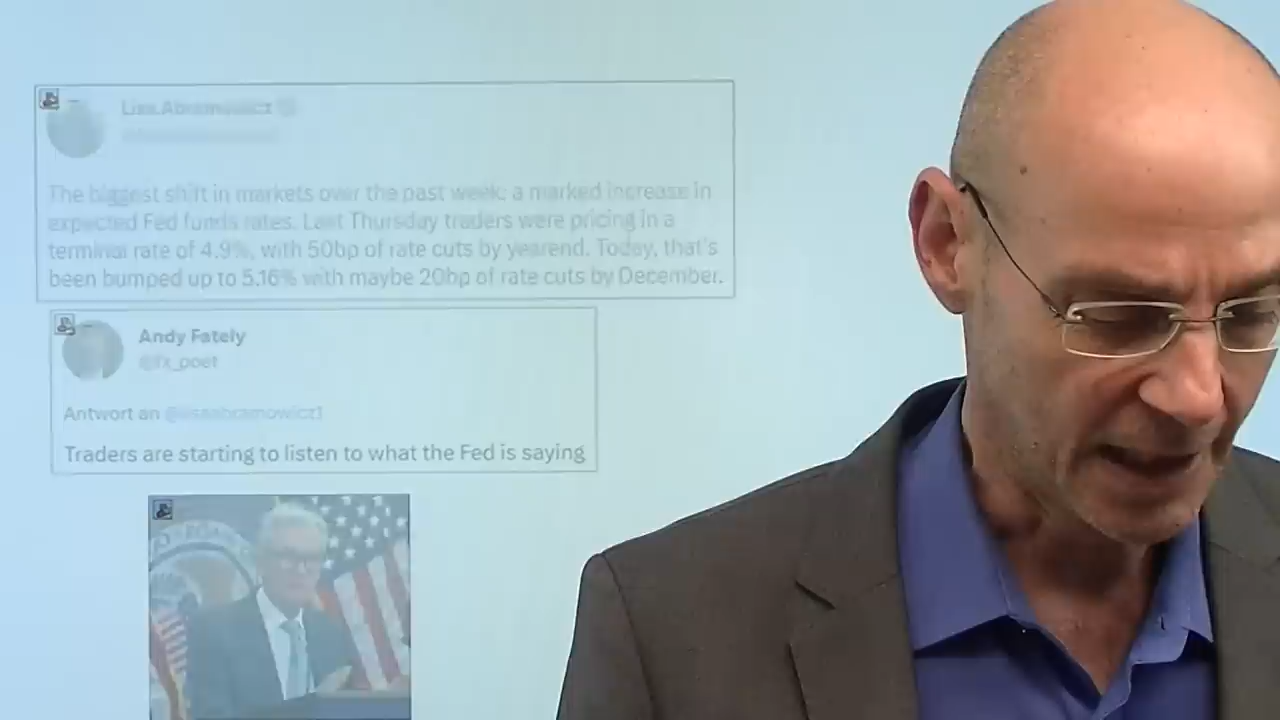 Lisa Abramowicz
The biggest shift in markets over the past week: a marked increase in
expected Fed funds rates. Last Thursday traders were pricing in a
terminal rate of 4.9%, with 50bp of rate cuts by yearend. Today, that's
been bumped up to 5.16% with maybe 20bp of rate cuts by December.
Andy Fately
@fx_poet
Antwort an @lisaabramowicz1
Traders are starting to listen to what the Fed is saying